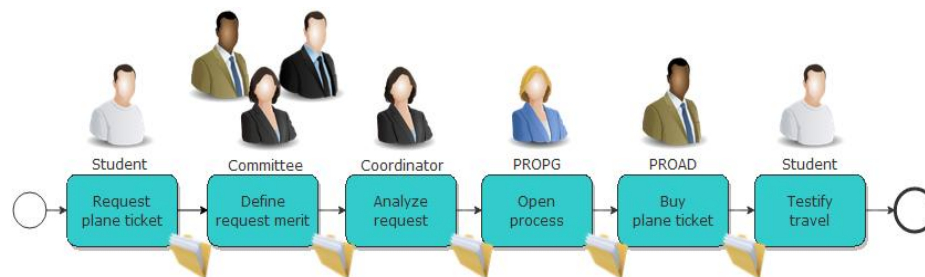 Student
Committee
Coordinator
PROPG
PROAD
Student
Request
plane ticket
Define
request merit
Analyze
request
Open
process
Buy
plane ticket
Testify
travel